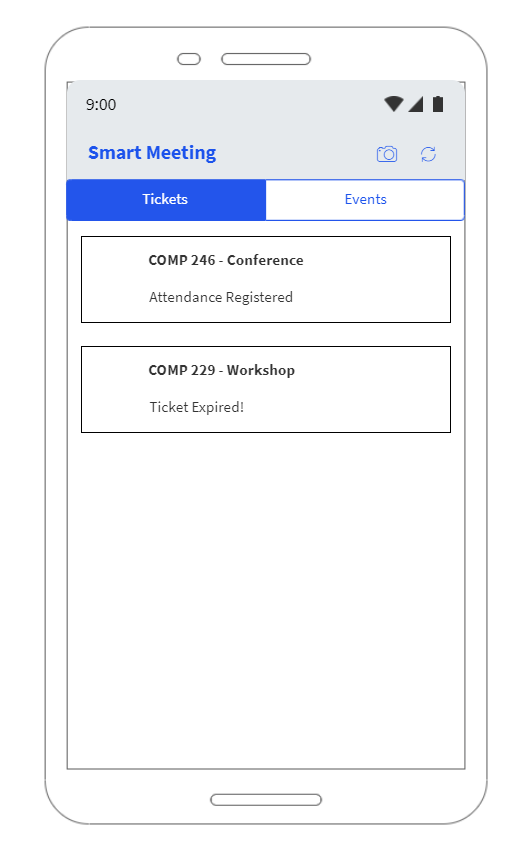 9:00
Smart Meeting
Tickets
Events
COMP 246 - Conference
Attendance Registered
COMP 229 - Workshop
Ticket Expired!